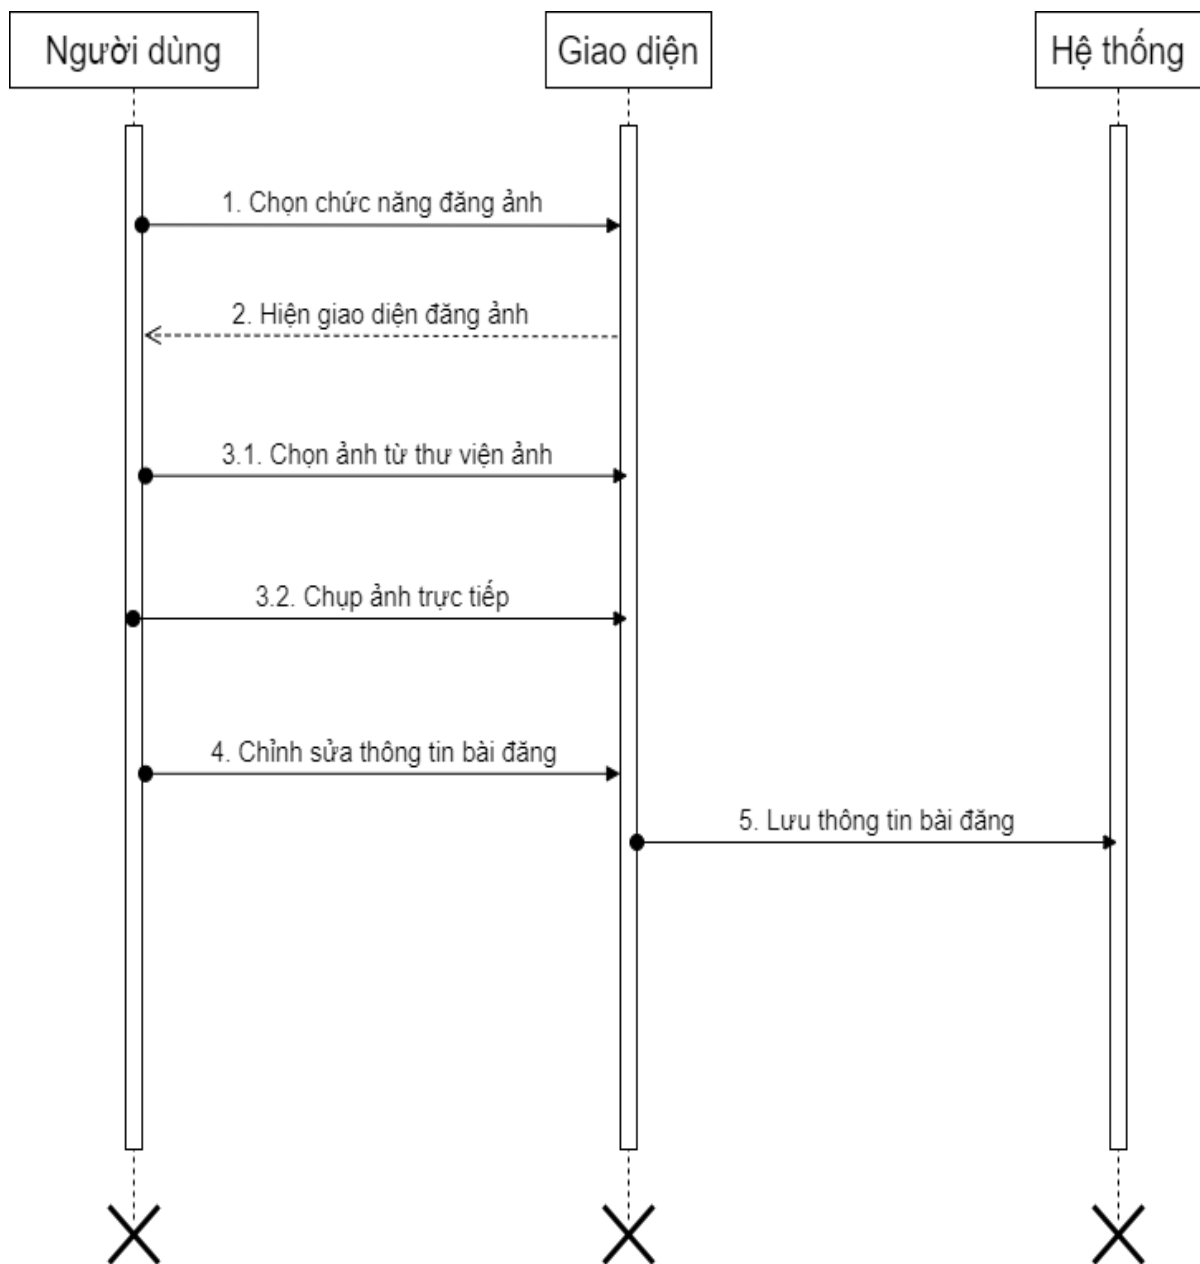 Người dùng
Giao diện
Hệ thống
1. Chọn chức năng đăng ảnh
2. Hiện giao diện đăng ảnh
3.1. Chọn ảnh từ thư viện ảnh
3.2. Chụp ảnh trực tiếp
4. Chỉnh sửa thông tin bài đăng
5. Lưu thông tin bài đăng